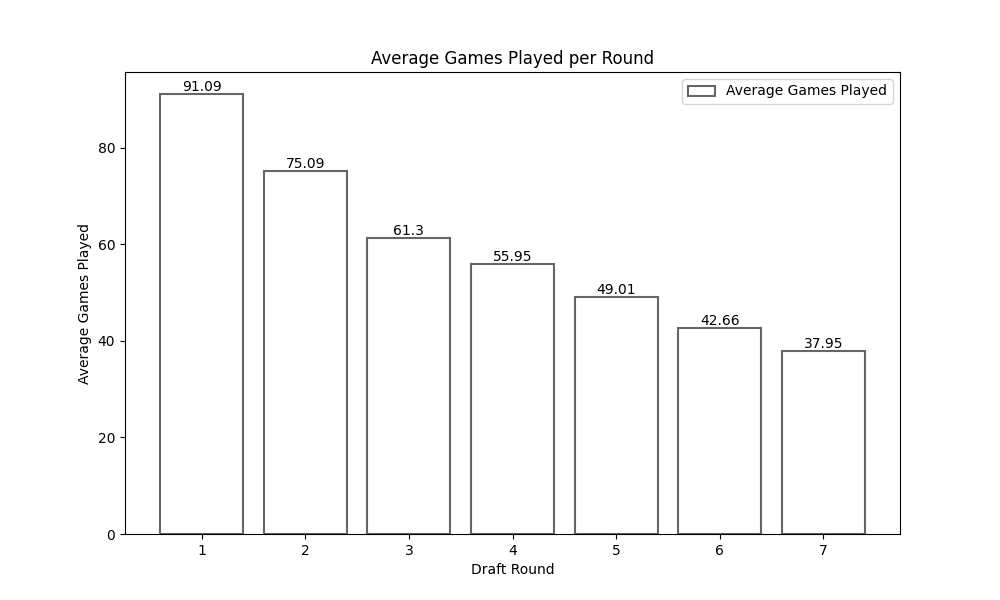 Average Games Played per Round
Average Games Played
91.09
75.09
61.3
55.95
49.01
42.66
37.95
80
60
40
20
0
Average Games Played
1 2 3 4 5 6 7
Draft Round